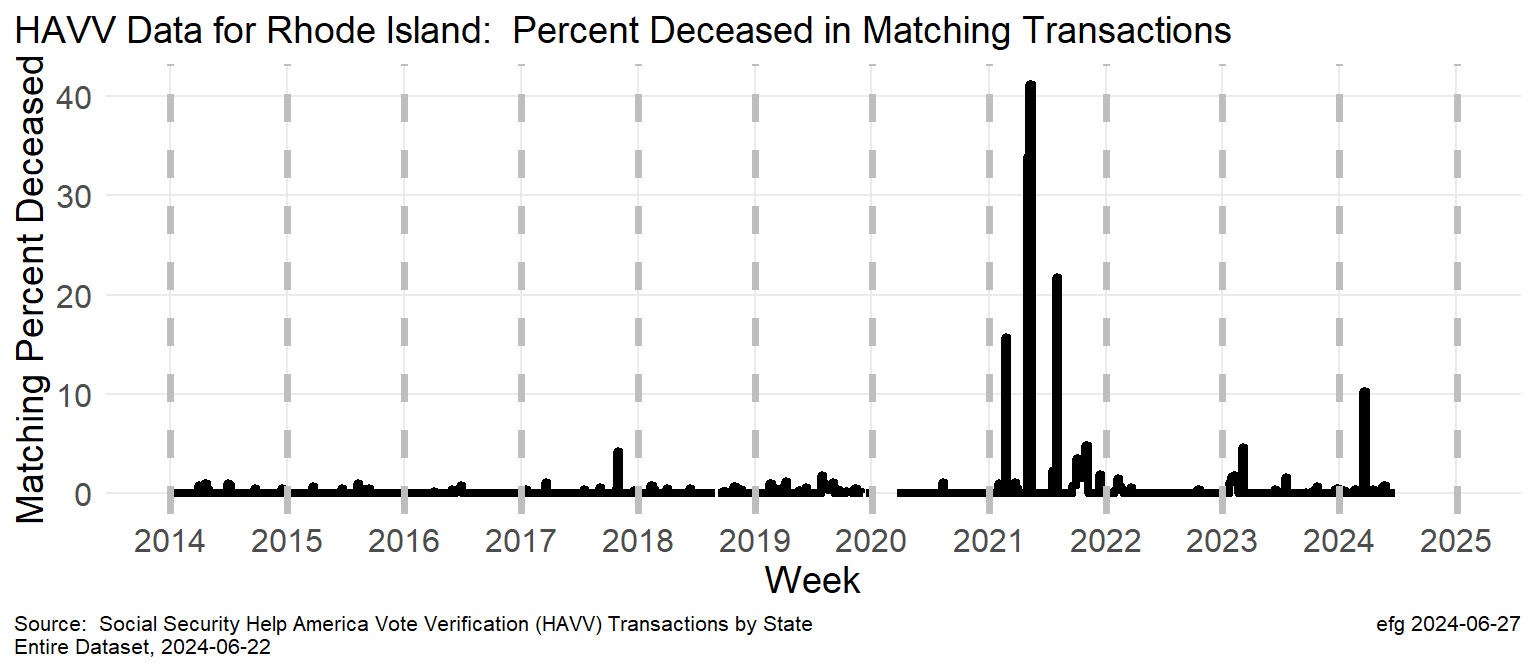 HAVV Data for Rhode Island:  Percent Deceased in Matching Transactions
Matching Percent Deceased
40
30
20
10
0
2014 2015 2016 2017 2018 2019 2020 2021 2022 2023 2024 2025
Week
Source:  Social Security Help America Vote Verification (HAVV) Transactions by State
efg 2024-06-27
Entire Dataset, 2024-06-22